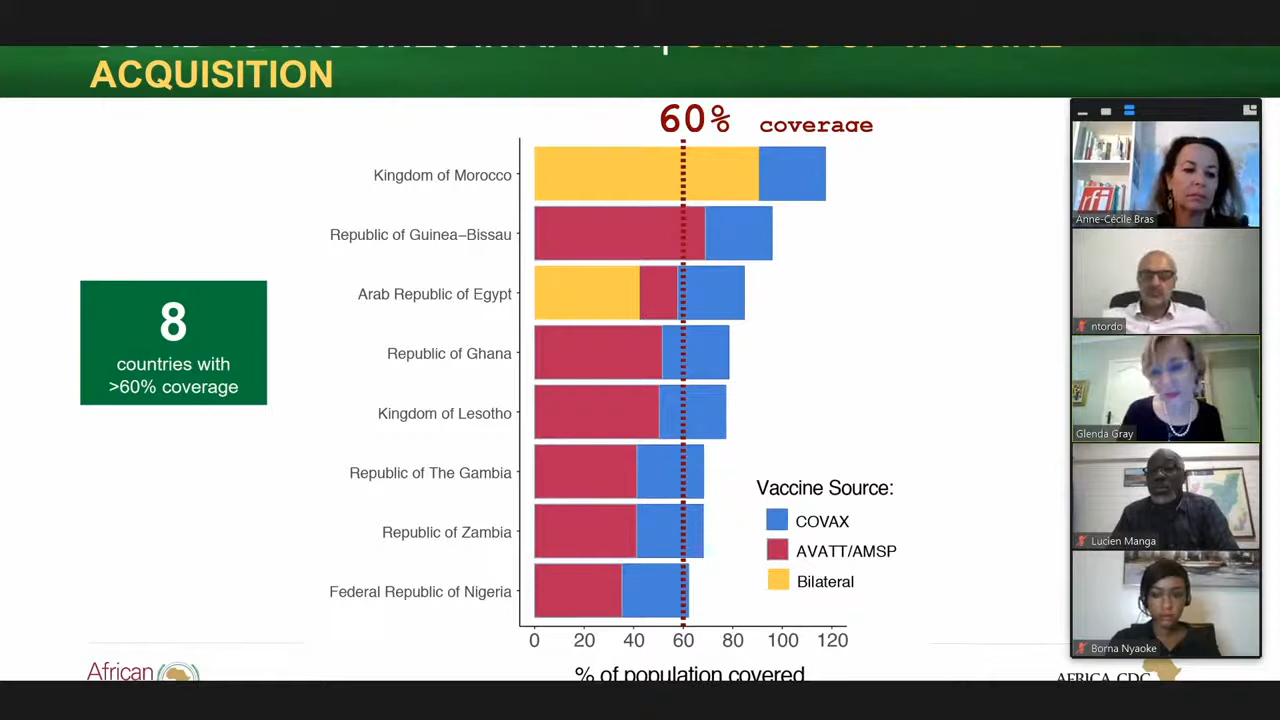 ACQUISITION
60% coverage
Kingdom of Morocco
Republic of Guinea–Bissau
Arab Republic of Egypt
Republic of Ghana
Kingdom of Lesotho
Republic of The Gambia
Republic of Zambia
Federal Republic of Nigeria
8
countries with
>60% coverage
Vaccine Source:
COVAX
AVATT/AMSP
Bilateral
0 20 40 60 80 100 120
% of population covered
African
AFRICA CDC
rfi
Anne-Cécile Bras
ntordo
Glenda Gray
Lucien Manga
Borna Nyaoke